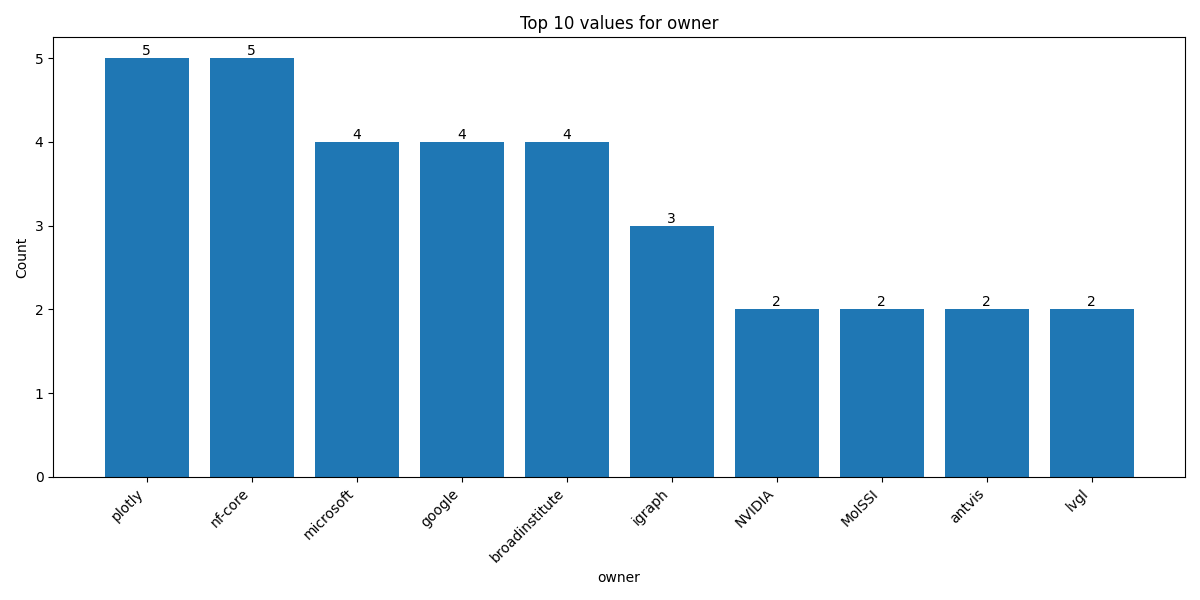 Top 10 values for owner
Count
5
4
3
2
1
0
5
5
4
4
4
3
2
2
2
2
plotly
nf-core
microsoft
google
broadinstitute
igraph
NVIDIA
MolSSI
antvis
lvgl
owner